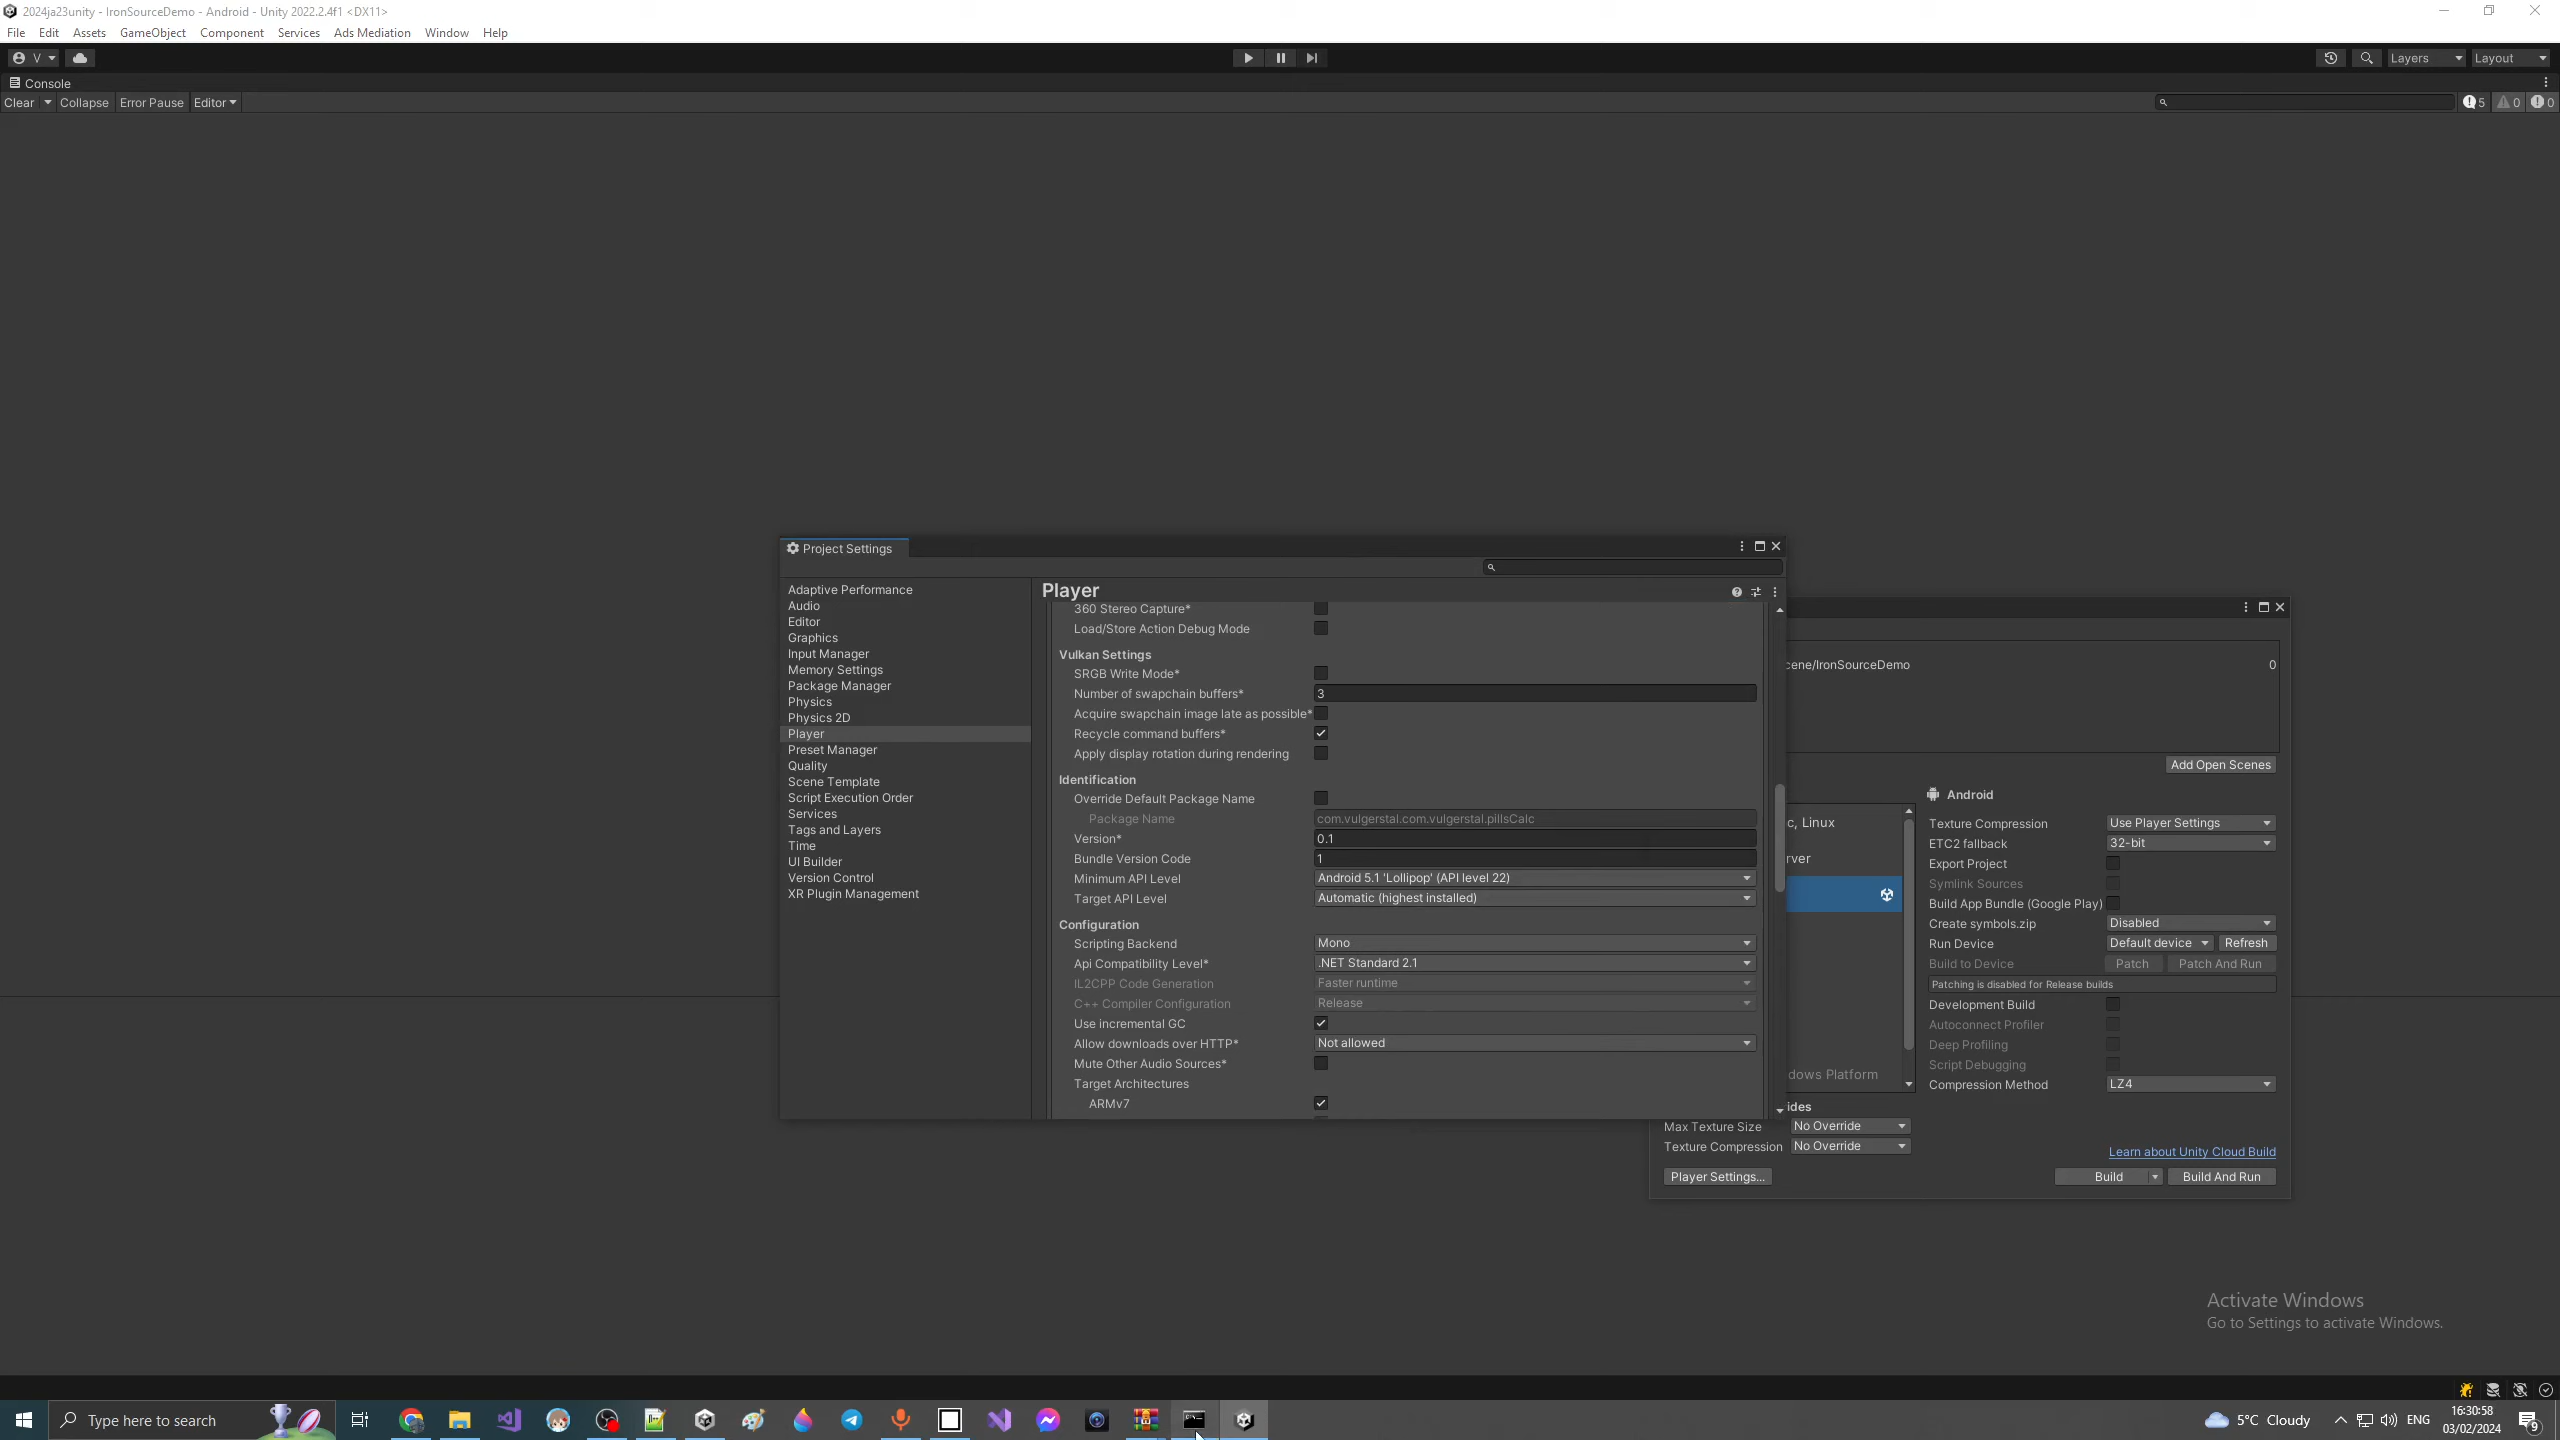 2024ja23unity - IronSourceDemo - Android - Unity 2022.2.4f1 <DX11>
File Edit Assets GameObject Component Services Ads Mediation Window Help
V Layers Layout
Console
Clear Collapse Error Pause Editor 5 0 0
Project Settings
Adaptive Performance
Audio
Editor
Graphics
Input Manager
Memory Settings
Package Manager
Physics
Physics 2D
Player
Preset Manager
Quality
Scene Template
Script Execution Order
Services
Tags and Layers
Time
UI Builder
Version Control
XR Plugin Management
Player
360 Stereo Capture*
Load/Store Action Debug Mode
Vulkan Settings
SRGB Write Mode*
Number of swapchain buffers* 3
Acquire swapchain image late as possible*
Recycle command buffers*
Apply display rotation during rendering
Identification
Override Default Package Name
Package Name com.vulgerstal.com.vulgerstal.pillsCalc
Version* 0.1
Bundle Version Code 1
Minimum API Level Android 5.1 'Lollipop' (API level 22)
Target API Level Automatic (highest installed)
Configuration
Scripting Backend Mono
Api Compatibility Level* .NET Standard 2.1
IL2CPP Code Generation Faster runtime
C++ Compiler Configuration Release
Use incremental GC
Allow downloads over HTTP* Not allowed
Mute Other Audio Sources*
Target Architectures
ARMv7
cene/IronSourceDemo 0
Add Open Scenes
c, Linux
rver
dows Platform
Android
Texture Compression Use Player Settings
ETC2 fallback 32-bit
Export Project
Symlink Sources
Build App Bundle (Google Play)
Create symbols.zip Disabled
Run Device Default device Refresh
Build to Device Patch Patch And Run
Patching is disabled for Release builds
Development Build
Autoconnect Profiler
Deep Profiling
Script Debugging
Compression Method LZ4
ides
Max Texture Size No Override
Texture Compression No Override
Learn about Unity Cloud Build
Player Settings... Build Build And Run
Activate Windows
Go to Settings to activate Windows.
Type here to search
5°C Cloudy ENG
16:30:58
03/02/2024
9